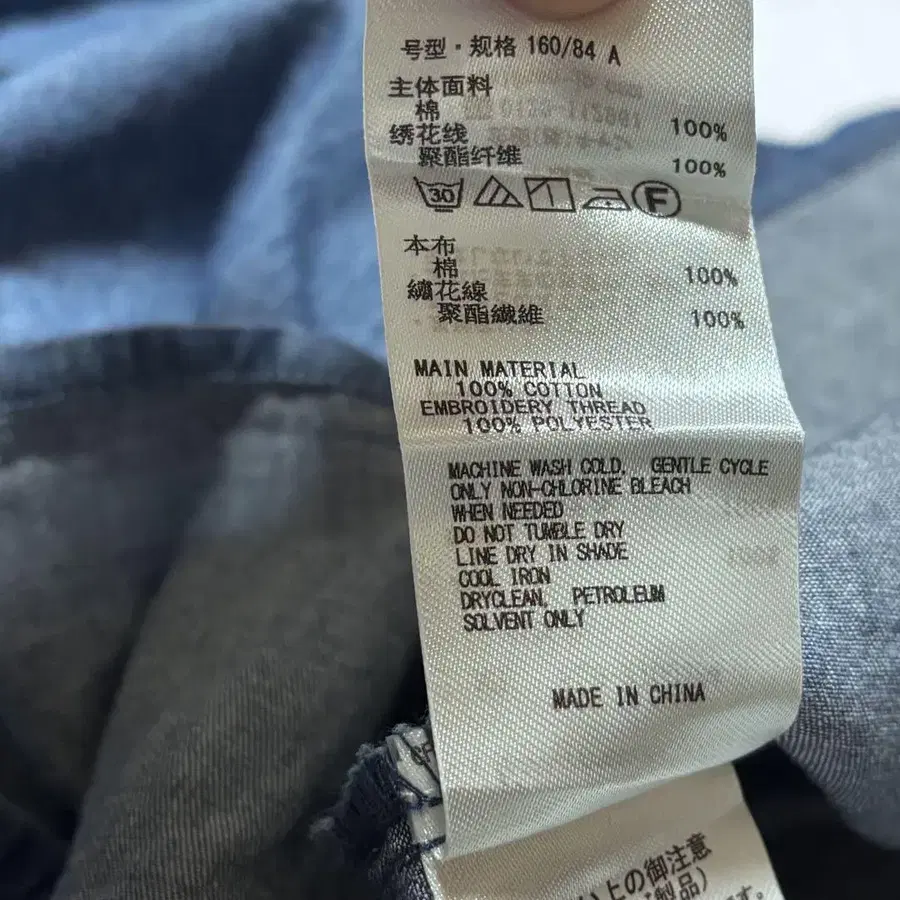 号型·规格 160/84 A
主体面料
棉 100%
绣花线
聚酯纤维 100%
30 F
本布
棉 100%
繡花線
聚酯纖維 100%
MAIN MATERIAL
100% COTTON
EMBROIDERY THREAD
100% POLYESTER
MACHINE WASH COLD. GENTLE CYCLE
ONLY NON-CHLORINE BLEACH
WHEN NEEDED
DO NOT TUMBLE DRY
LINE DRY IN SHADE
COOL IRON
DRYCLEAN, PETROLEUM
SOLVENT ONLY
MADE IN CHINA
上の御注意
製品)
す。